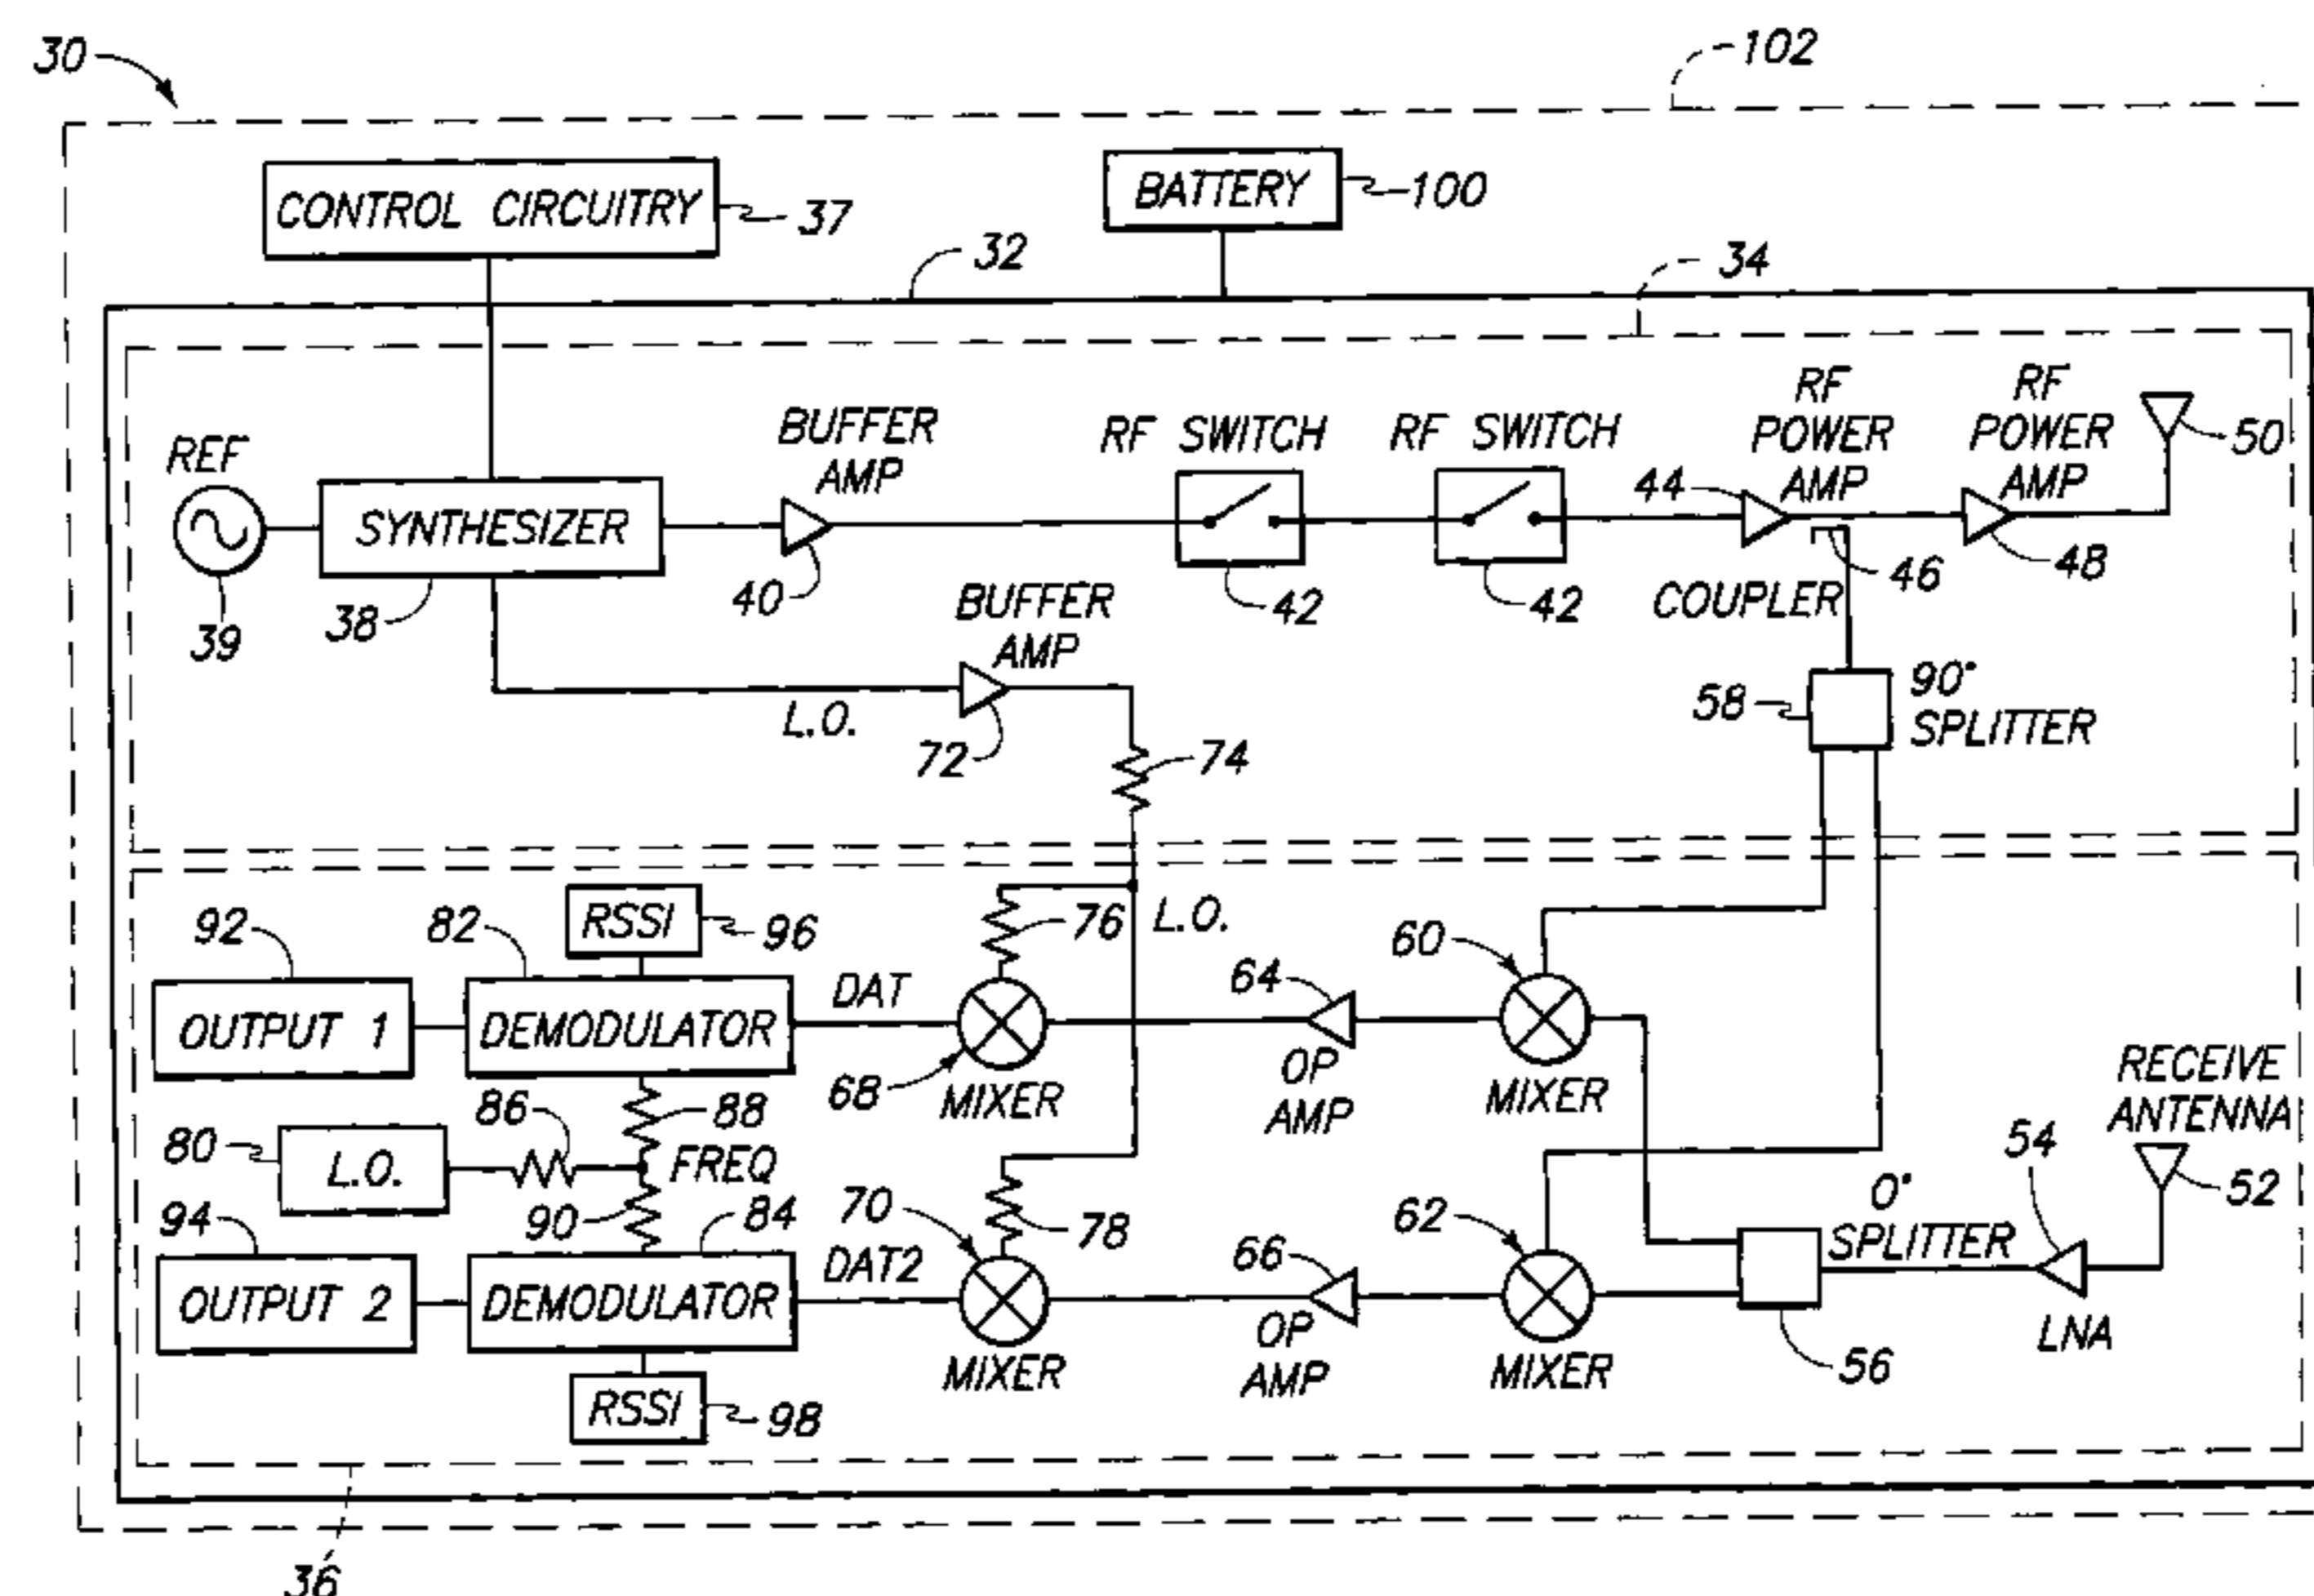 30
102
CONTROL CIRCUITRY
37
BATTERY
100
32
34
REF
39
SYNTHESIZER
38
BUFFER
AMP
40
RF SWITCH
42
RF SWITCH
42
44
RF
POWER
AMP
RF
POWER
AMP
50
46
48
COUPLER
BUFFER
AMP
L.O.
72
74
58
90°
SPLITTER
92
82
RSSI
96
76
L.O.
60
OUTPUT 1
DEMODULATOR
DAT
68
MIXER
64
OP
AMP
MIXER
RECEIVE
ANTENNA
86
88
80
L.O.
FREQ
54
52
94
90
84
70
78
62
0°
SPLITTER
OUTPUT 2
DEMODULATOR
DAT2
MIXER
66
OP
AMP
MIXER
56
LNA
RSSI
98
36